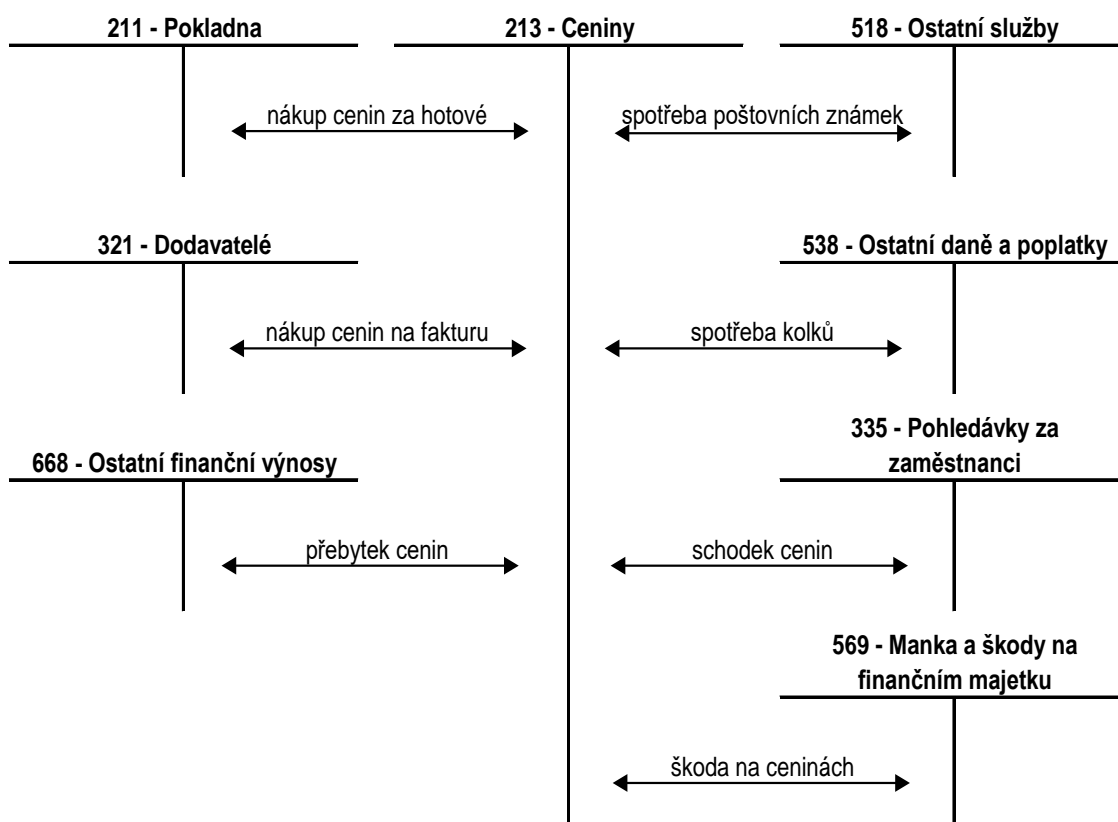 211 - Pokladna
213 - Ceniny
518 - Ostatní služby
nákup cenin za hotové
spotřeba poštovních známek
321 - Dodavatelé
538 - Ostatní daně a poplatky
nákup cenin na fakturu
spotřeba kolků
668 - Ostatní finanční výnosy
335 - Pohledávky za
zaměstnanci
přebytek cenin
schodek cenin
569 - Manka a škody na
finančním majetku
škoda na ceninách